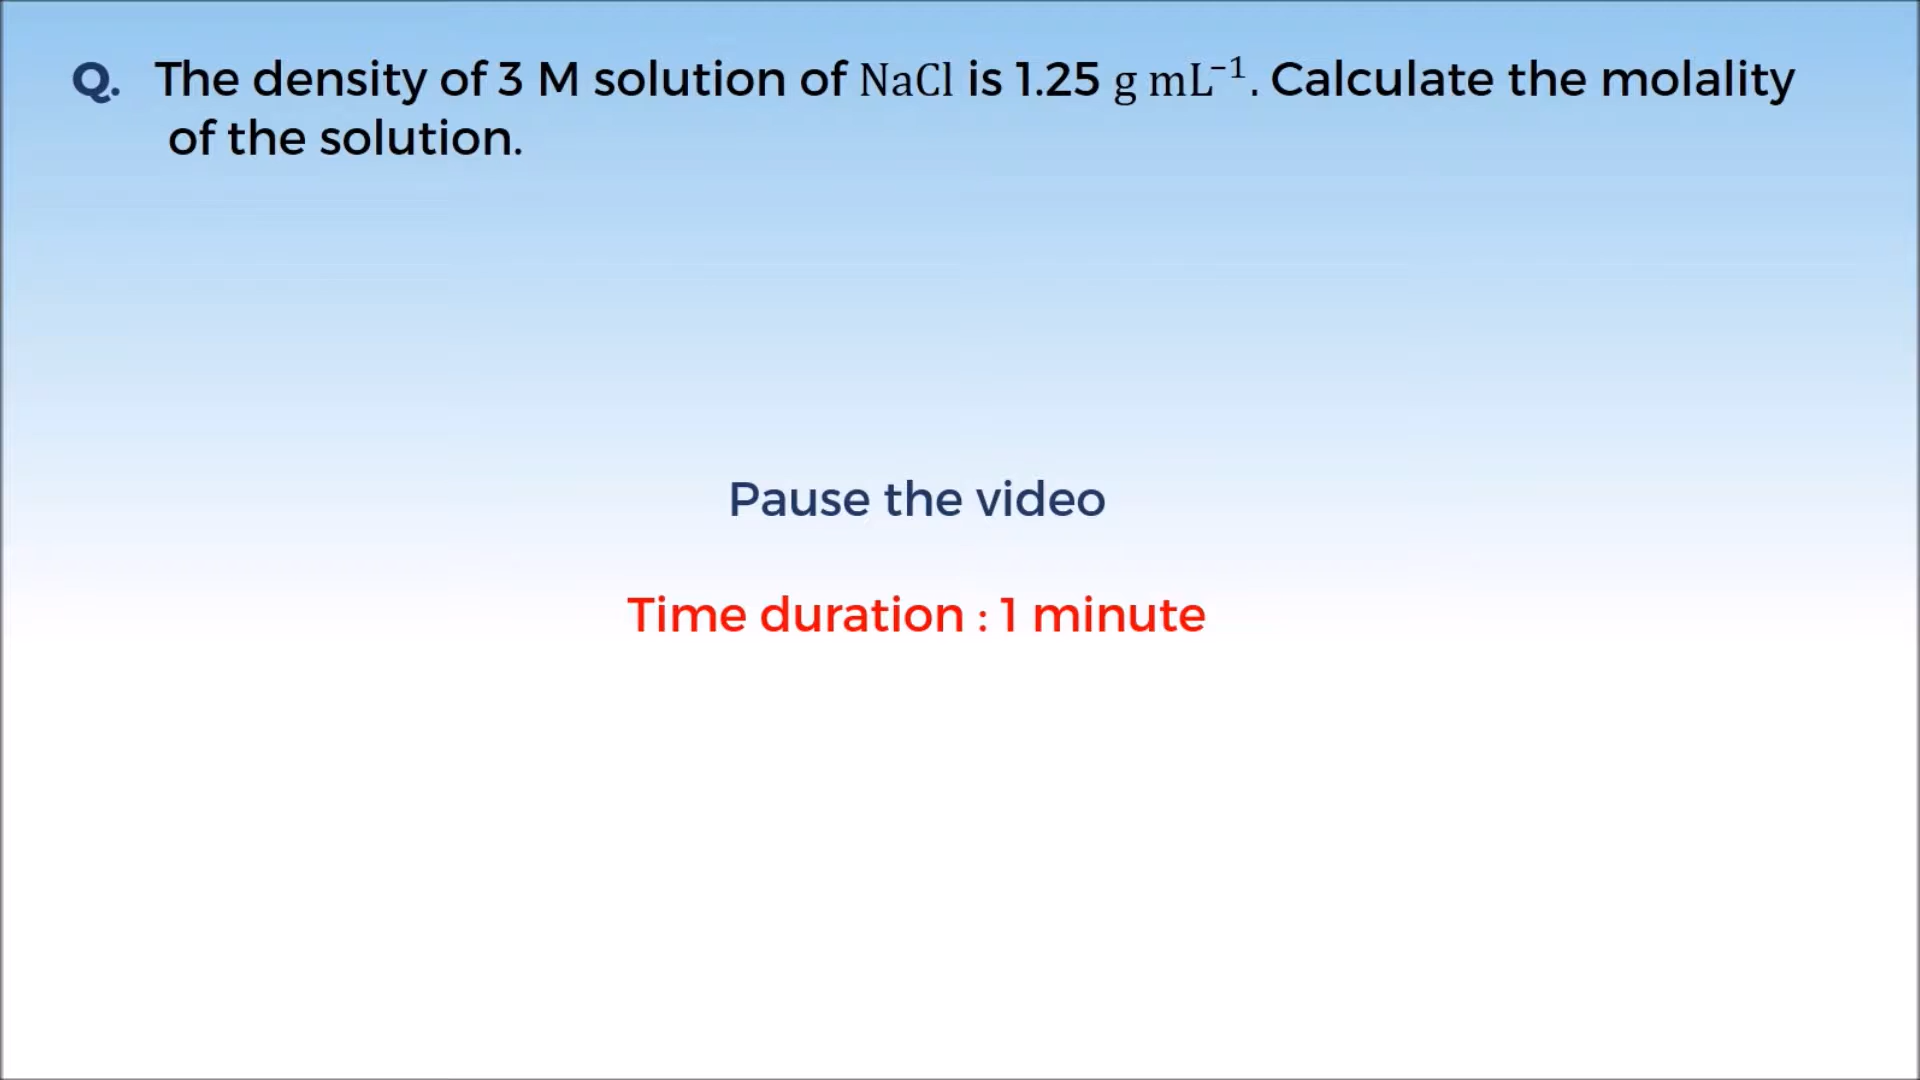 Q. The density of 3 M solution of NaCl is 1.25 g mL⁻¹. Calculate the molality
of the solution.
Pause the video
Time duration : 1 minute